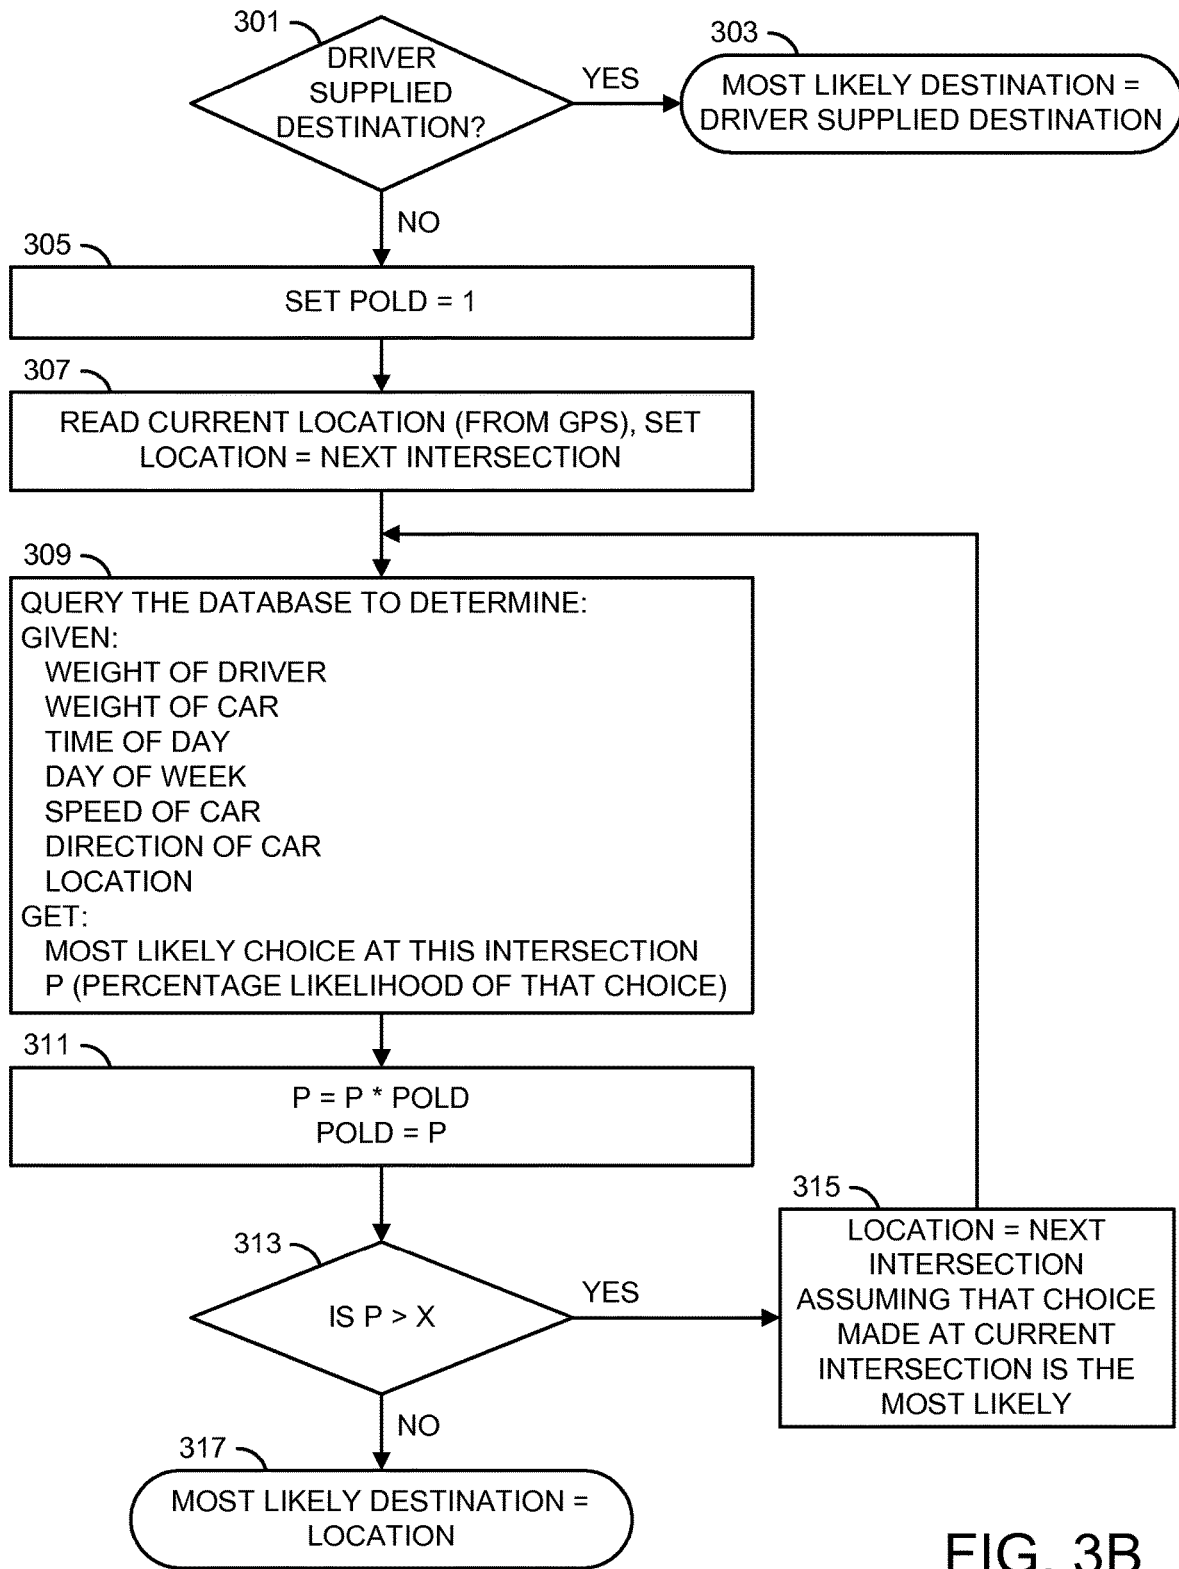 301
DRIVER
SUPPLIED
DESTINATION?
YES
303
MOST LIKELY DESTINATION =
DRIVER SUPPLIED DESTINATION
NO
305
SET POLD = 1
307
READ CURRENT LOCATION (FROM GPS), SET
LOCATION = NEXT INTERSECTION
309
QUERY THE DATABASE TO DETERMINE:
GIVEN:
WEIGHT OF DRIVER
WEIGHT OF CAR
TIME OF DAY
DAY OF WEEK
SPEED OF CAR
DIRECTION OF CAR
LOCATION
GET:
MOST LIKELY CHOICE AT THIS INTERSECTION
P (PERCENTAGE LIKELIHOOD OF THAT CHOICE)
311
P = P * POLD
POLD = P
313
IS P > X
YES
315
LOCATION = NEXT
INTERSECTION
ASSUMING THAT CHOICE
MADE AT CURRENT
INTERSECTION IS THE
MOST LIKELY
NO
317
MOST LIKELY DESTINATION =
LOCATION
FIG. 3B